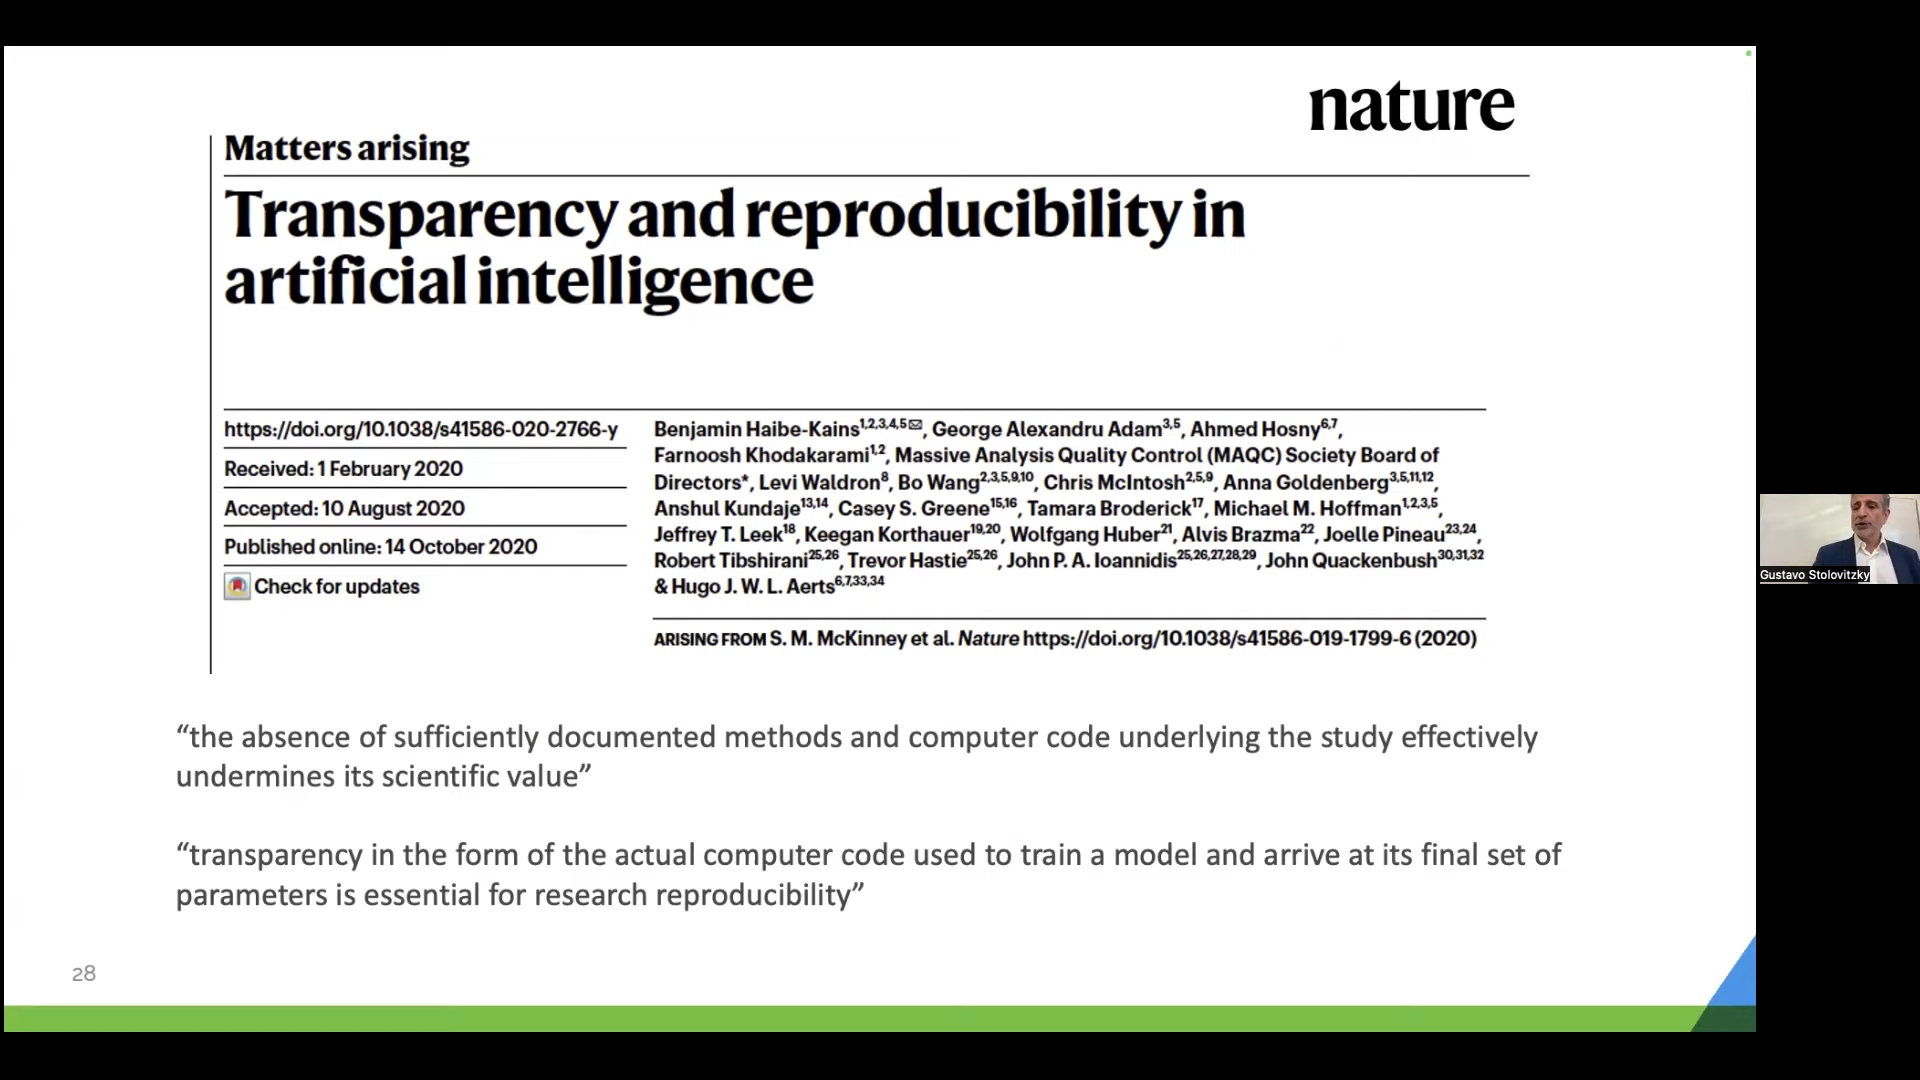 nature
Matters arising
Transparency and reproducibility in
artificial intelligence
https://doi.org/10.1038/s41586-020-2766-y
Received: 1 February 2020
Accepted: 10 August 2020
Published online: 14 October 2020
Check for updates
Benjamin Haibe-Kains1,2,3,4,5✉, George Alexandru Adam3,5, Ahmed Hosny6,7,
Farnoosh Khodakarami1,2, Massive Analysis Quality Control (MAQC) Society Board of
Directors*, Levi Waldron8, Bo Wang2,3,5,9,10, Chris McIntosh2,5,9, Anna Goldenberg3,5,11,12,
Anshul Kundaje13,14, Casey S. Greene15,16, Tamara Broderick17, Michael M. Hoffman1,2,3,5,
Jeffrey T. Leek18, Keegan Korthauer19,20, Wolfgang Huber21, Alvis Brazma22, Joelle Pineau23,24,
Robert Tibshirani25,26, Trevor Hastie25,26, John P. A. Ioannidis25,26,27,28,29, John Quackenbush30,31,32
& Hugo J. W. L. Aerts6,7,33,34
ARISING FROM S. M. McKinney et al. Nature https://doi.org/10.1038/s41586-019-1799-6 (2020)
“the absence of sufficiently documented methods and computer code underlying the study effectively
undermines its scientific value”
“transparency in the form of the actual computer code used to train a model and arrive at its final set of
parameters is essential for research reproducibility”
28
Gustavo Stolovitzky